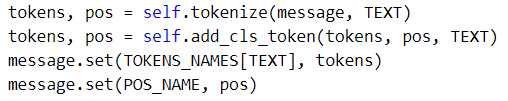 tokens, pos = self.tokenize(message, TEXT)
tokens, pos = self.add_cls_token(tokens, pos, TEXT)
message.set(TOKENS_NAMES[TEXT], tokens)
message.set(POS_NAME, pos)